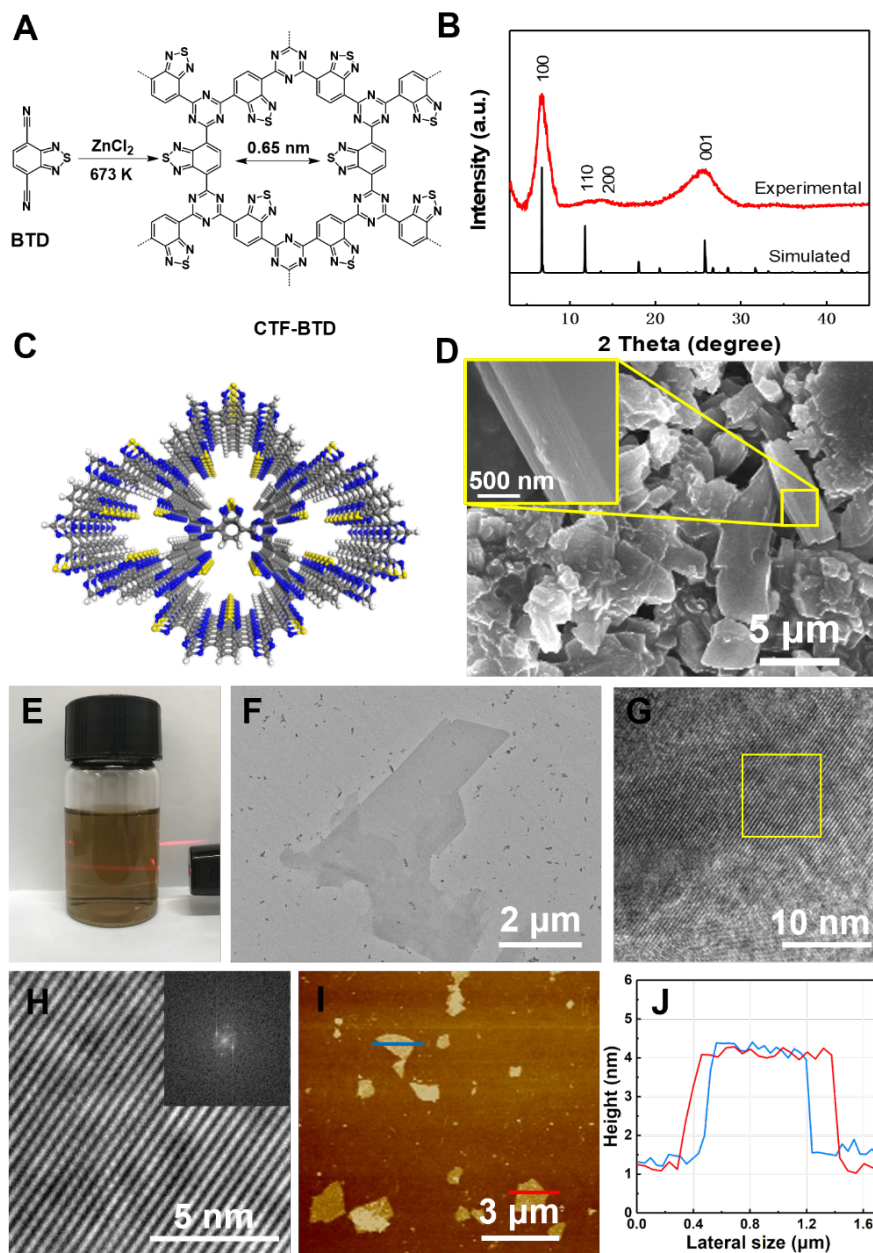 A
ZnCl2
673 K
0.65 nm
BTD
CTF-BTD
B
Intensity (a.u.)
100
110
200
001
Experimental
Simulated
10
20
30
40
2 Theta (degree)
C
D
500 nm
5 μm
E
F
2 μm
G
10 nm
H
5 nm
I
3 μm
J
Height (nm)
6
5
4
3
2
1
0
0.0
0.4
0.8
1.2
1.6
Lateral size (μm)